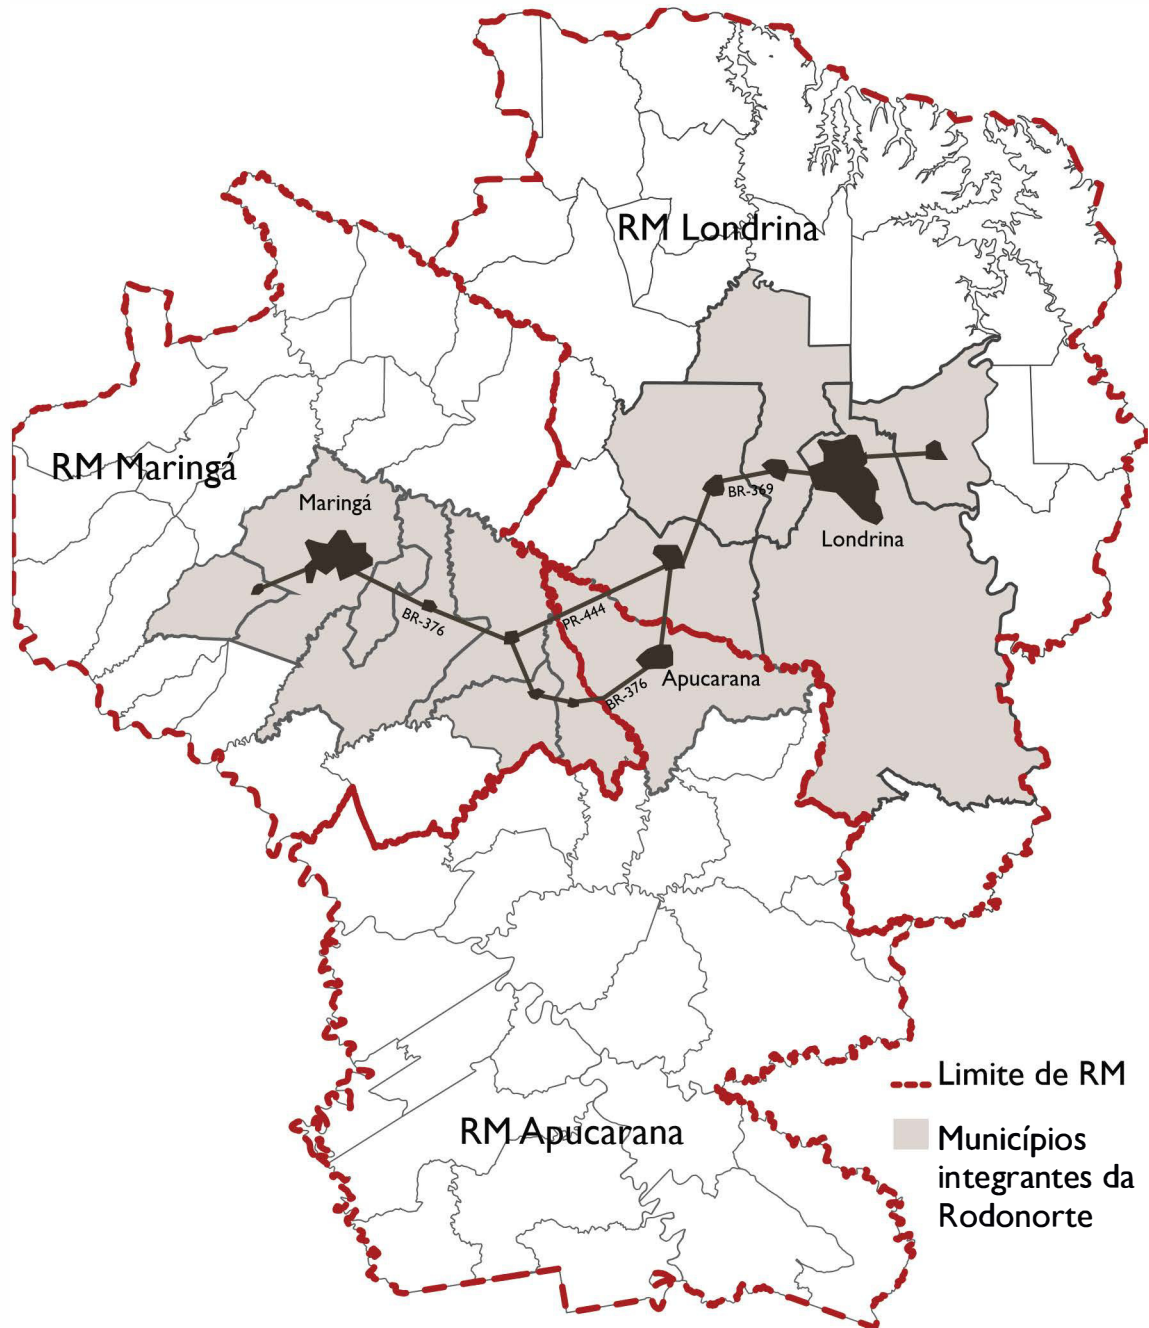 RM Londrina
RM Maringá
Maringá
BR-369
Londrina
BR-376
PR-444
Apucarana
BR-376
Limite de RM
RM Apucarana
Municípios
integrantes da
Rodonorte